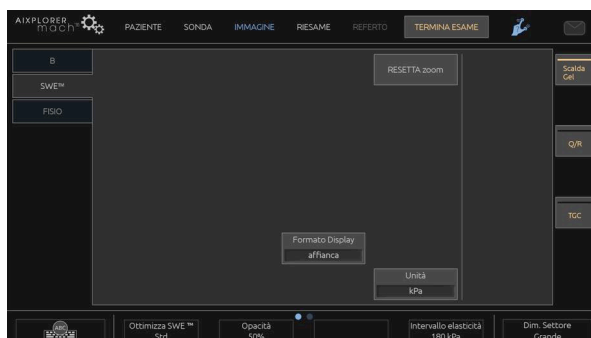 AIXPLORER
mach
PAZIENTE SONDA IMMAGINE RIESAME REFERTO TERMINA ESAME
B
RESETTA zoom
Scalda
Gel
SWE™
FISIO
Q/R
TGC
Formato Display
affianca
Unità
kPa
ABC
Ottimizza SWE ™ Opacità Intervallo elasticità Dim. Settore
Std 50% 180 kPa Grande